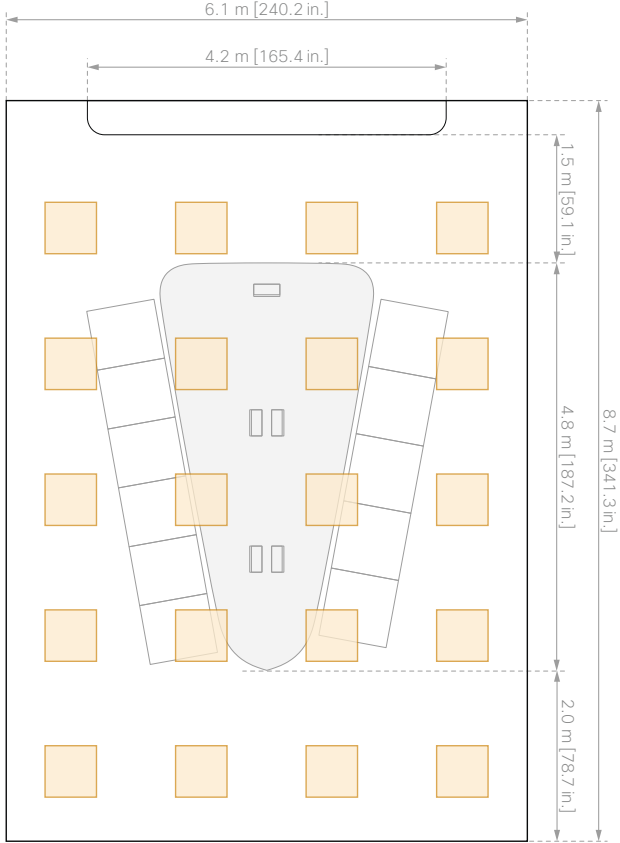 6.1 m [240.2 in.]
4.2 m [165.4 in.]
1.5 m [59.1 in.]
4.8 m [187.2 in.]
8.7 m [341.3 in.]
2.0 m [78.7 in.]